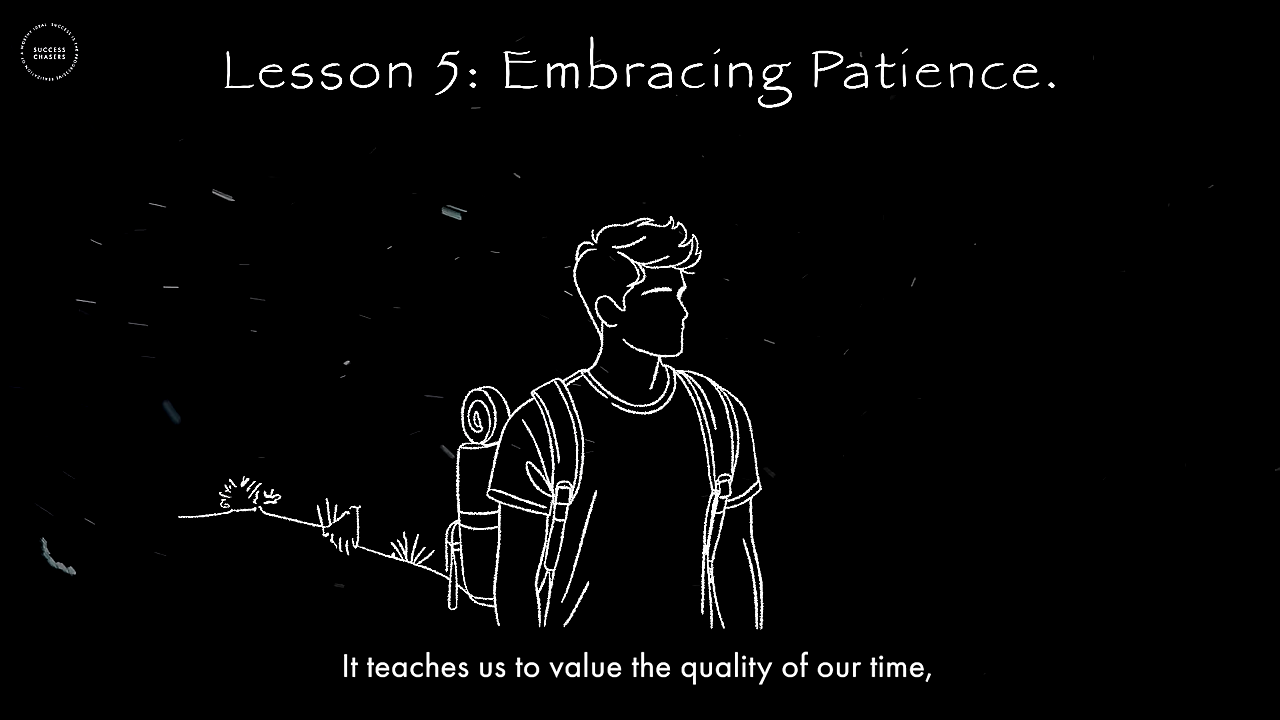 SUCCESS
CHASERS
Lesson 5: Embracing Patience.
It teaches us to value the quality of our time,